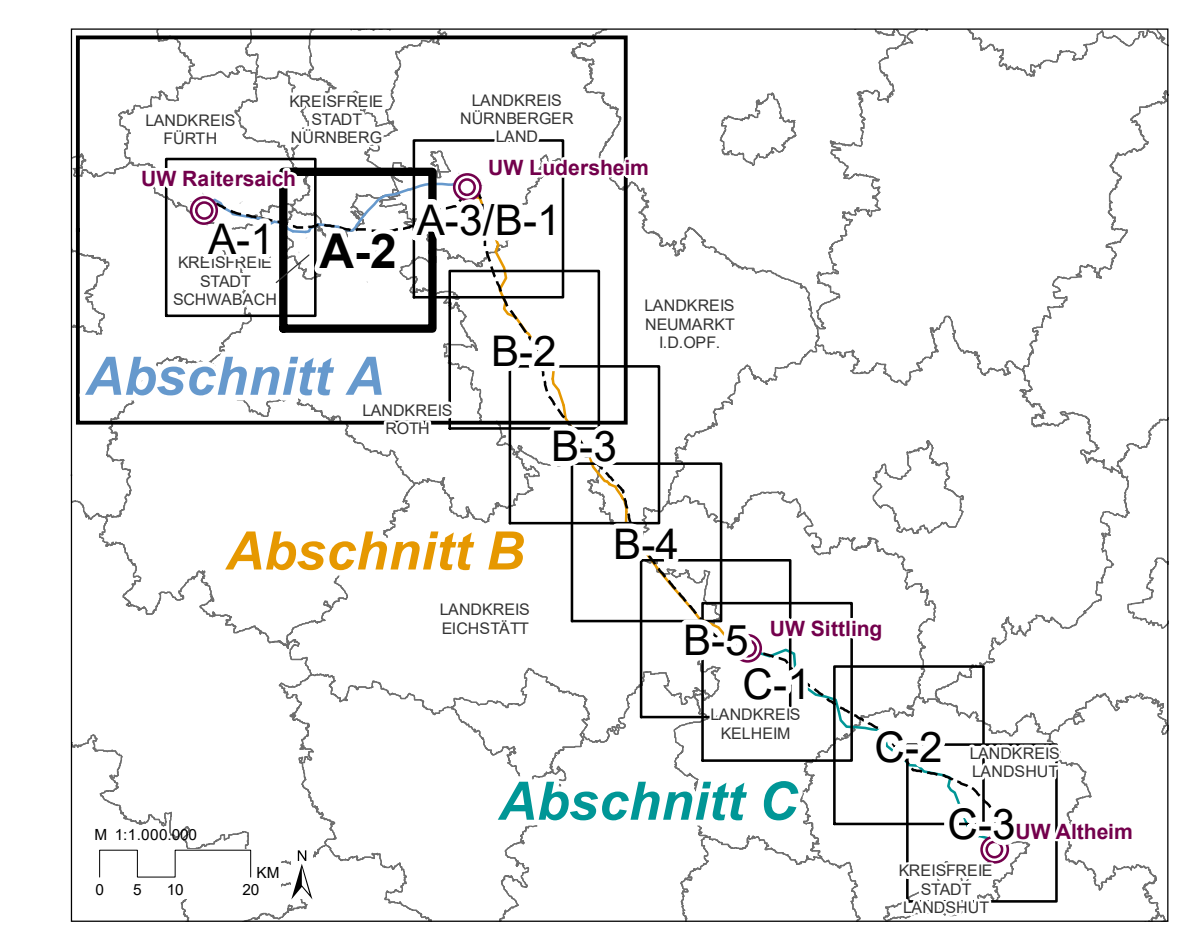 LANDKREIS
FÜRTH
KREISFREIE
STADT
NÜRNBERG
LANDKREIS
NÜRNBERGER
LAND
UW Raitersaich
UW Ludersheim
A-1
A-2
A-3/B-1
KREISFREIE
STADT
SCHWABACH
LANDKREIS
NEUMARKT
I.D.OPF.
B-2
Abschnitt A
LANDKREIS
ROTH
B-3
Abschnitt B
B-4
LANDKREIS
EICHSTÄTT
B-5
UW Sittling
C-1
LANDKREIS
KELHEIM
C-2
LANDKREIS
LANDSHUT
Abschnitt C
C-3
UW Altheim
KREISFREIE
STADT
LANDSHUT
M 1:1.000.000
KM
0 5 10 20
N